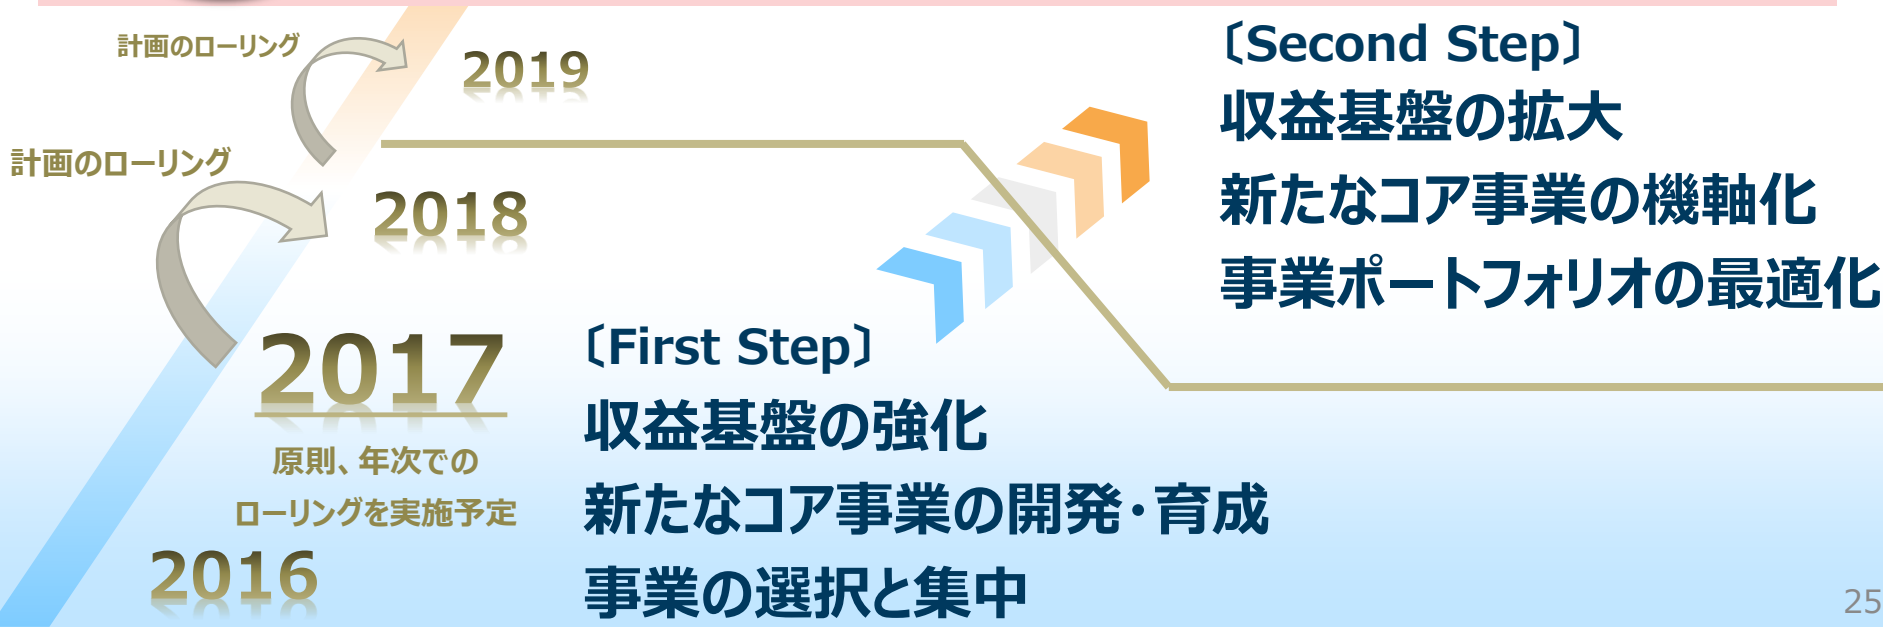 計画のローリング
2019
〔Second Step〕
収益基盤の拡大
新たなコア事業の機軸化
事業ポートフォリオの最適化
計画のローリング
2018
2017
原則、年次での
ローリングを実施予定
2016
〔First Step〕
収益基盤の強化
新たなコア事業の開発・育成
事業の選択と集中
25